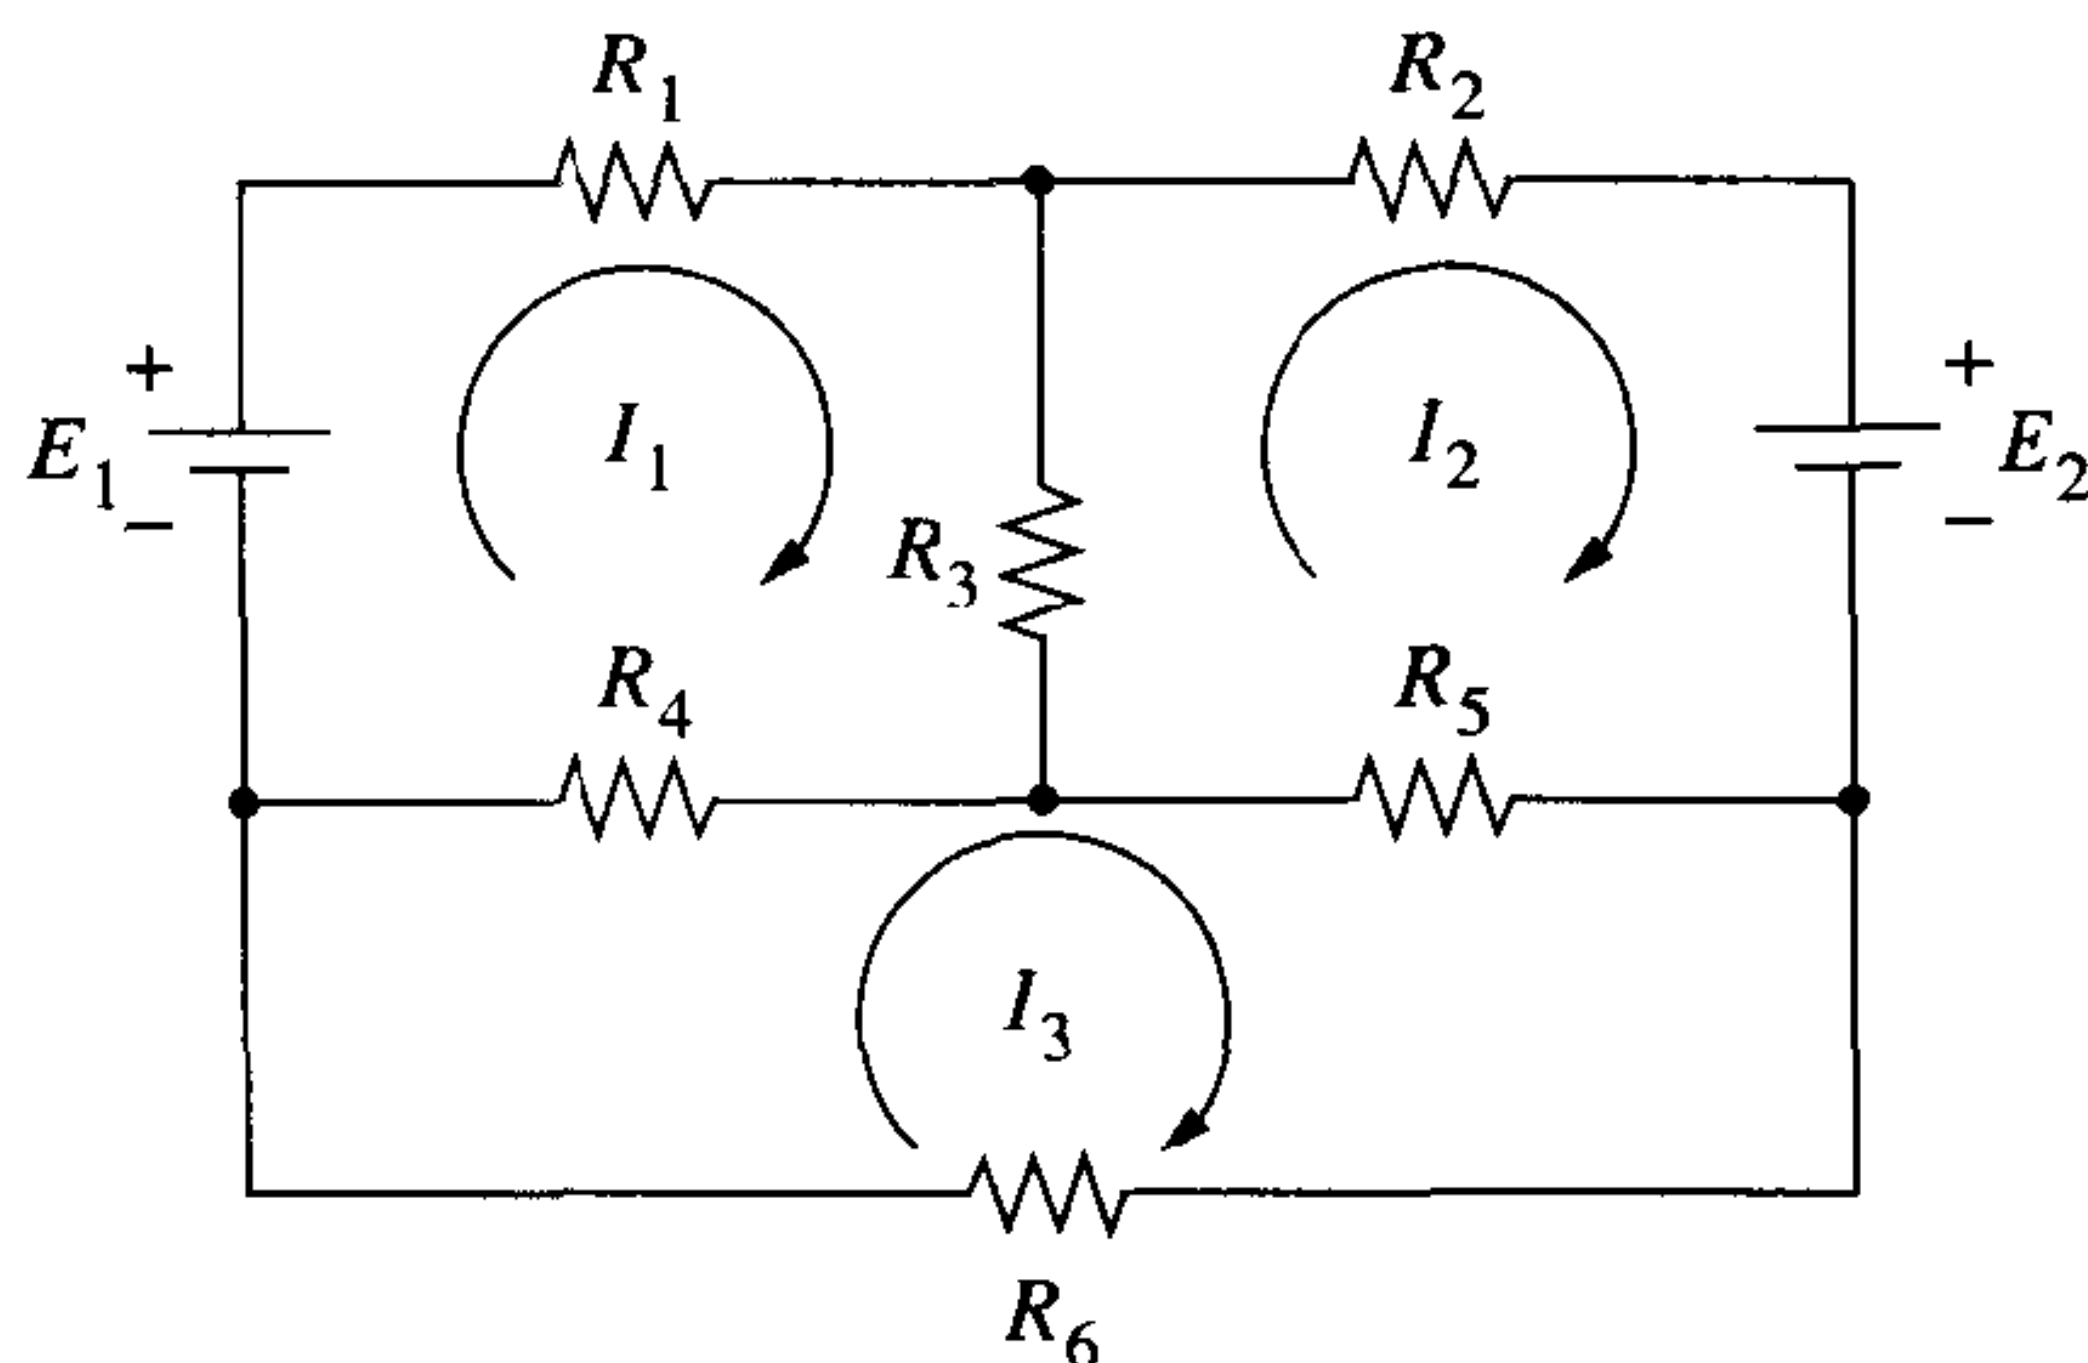 R1 R2
+ +
E1 I1 I2 E2
− −
R3
R4 R5
I3
R6